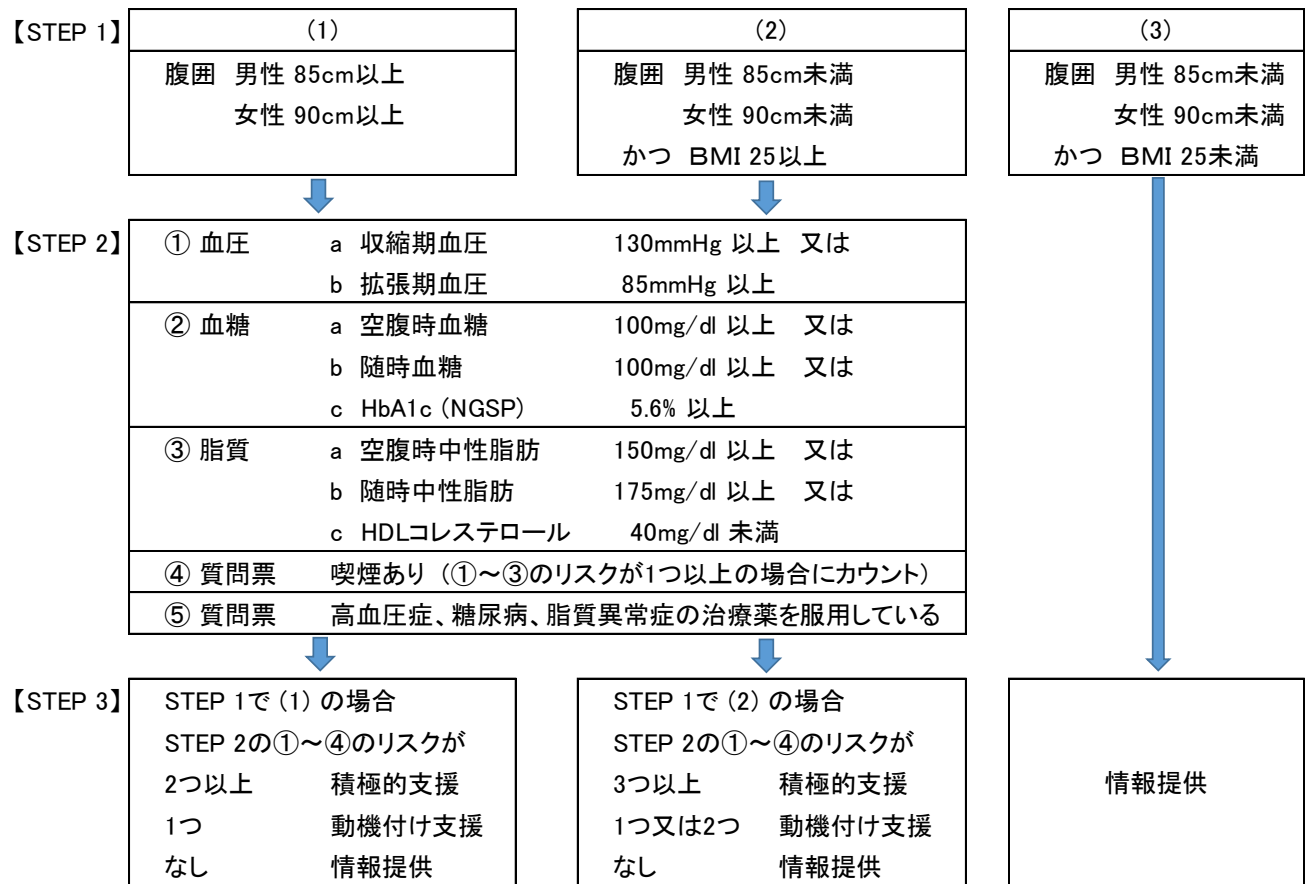 【STEP 1】
(1)
腹囲 男性 85cm以上
女性 90cm以上
(2)
腹囲 男性 85cm未満
女性 90cm未満
かつ BMI 25以上
(3)
腹囲 男性 85cm未満
女性 90cm未満
かつ BMI 25未満
【STEP 2】
① 血圧 a 収縮期血圧 130mmHg 以上 又は
b 拡張期血圧 85mmHg 以上
② 血糖 a 空腹時血糖 100mg/dl 以上 又は
b 随時血糖 100mg/dl 以上 又は
c HbA1c (NGSP) 5.6% 以上
③ 脂質 a 空腹時中性脂肪 150mg/dl 以上 又は
b 随時中性脂肪 175mg/dl 以上 又は
c HDLコレステロール 40mg/dl 未満
④ 質問票 喫煙あり (①～③のリスクが1つ以上の場合にカウント)
⑤ 質問票 高血圧症、糖尿病、脂質異常症の治療薬を服用している
【STEP 3】
STEP 1で (1) の場合
STEP 2の①～④のリスクが
2つ以上 積極的支援
1つ 動機付け支援
なし 情報提供
STEP 1で (2) の場合
STEP 2の①～④のリスクが
3つ以上 積極的支援
1つ又は2つ 動機付け支援
なし 情報提供
情報提供